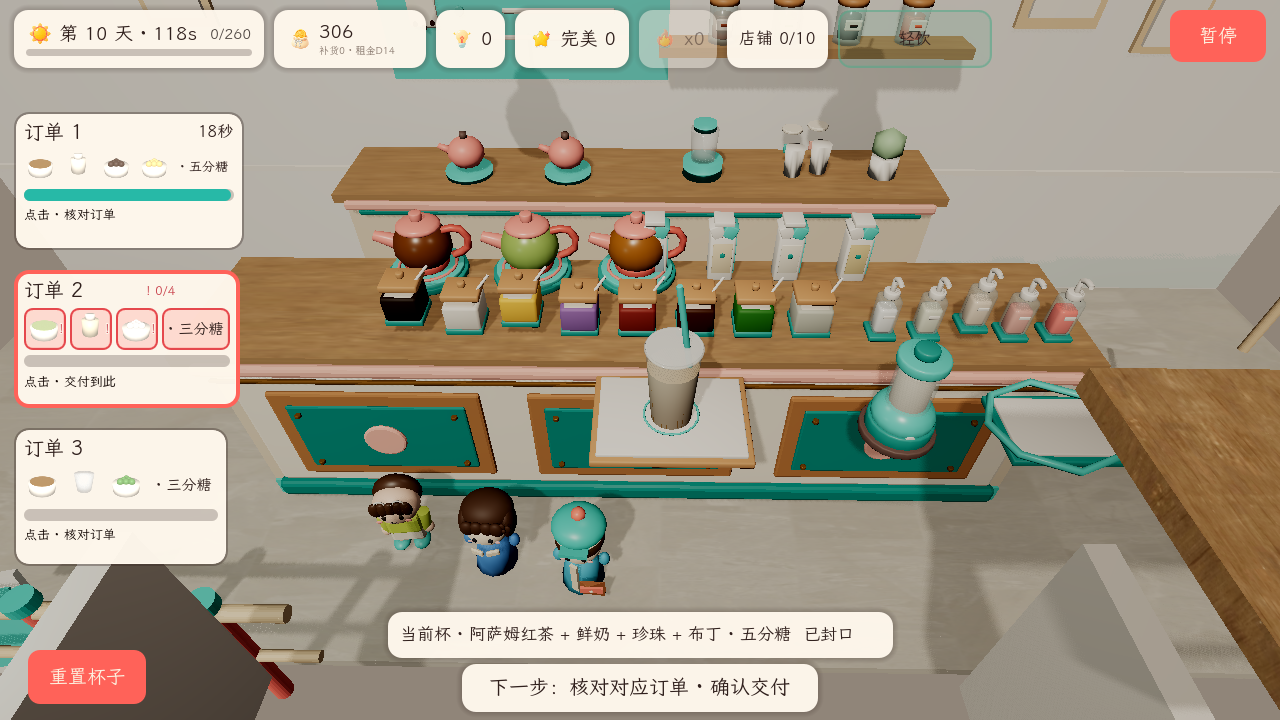 第 10 天·118s 0/260
306
补货0·租金D14
0
完美 0
x0
店铺 0/10
轻饮
暂停
订单 1 18秒
·五分糖
点击·核对订单
订单 2 ! 0/4
! ! ! ·三分糖
点击·交付到此
订单 3
·三分糖
点击·核对订单
当前杯·阿萨姆红茶 + 鲜奶 + 珍珠 + 布丁·五分糖 已封口
下一步: 核对对应订单·确认交付
重置杯子